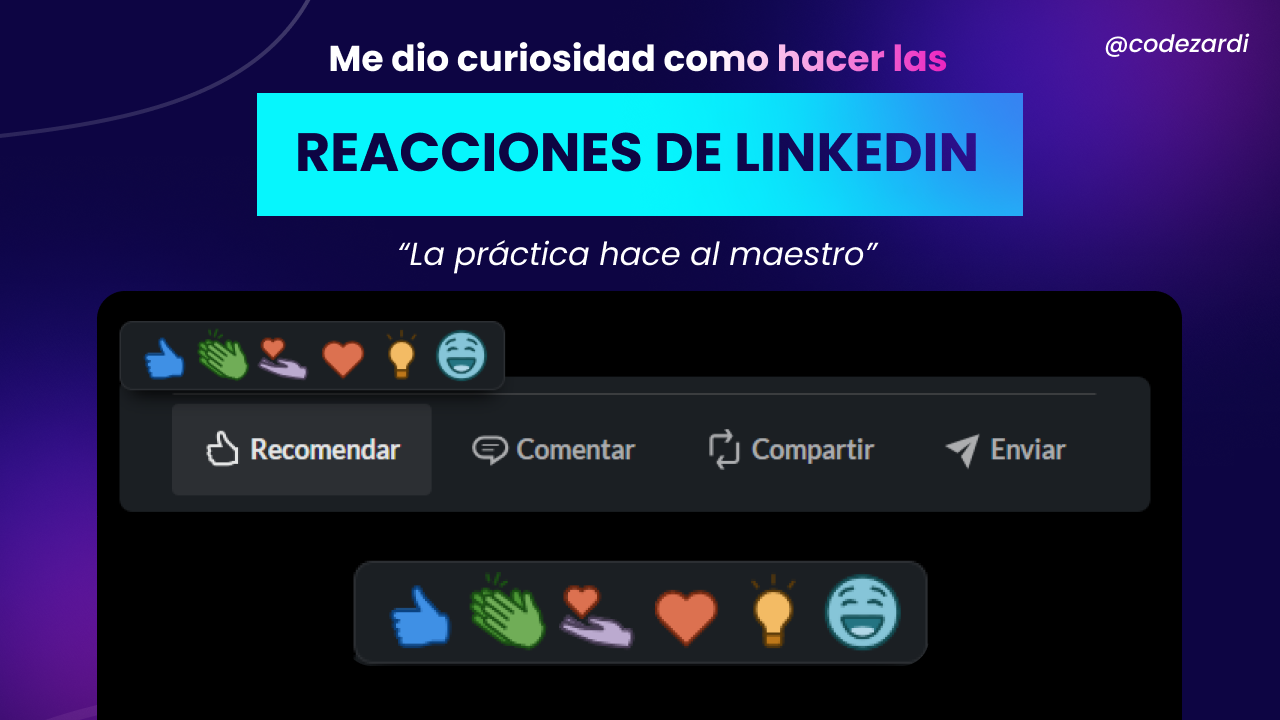 Me dio curiosidad como hacer las
@codezardi
REACCIONES DE LINKEDIN
“La práctica hace al maestro”
Recomendar Comentar Compartir Enviar